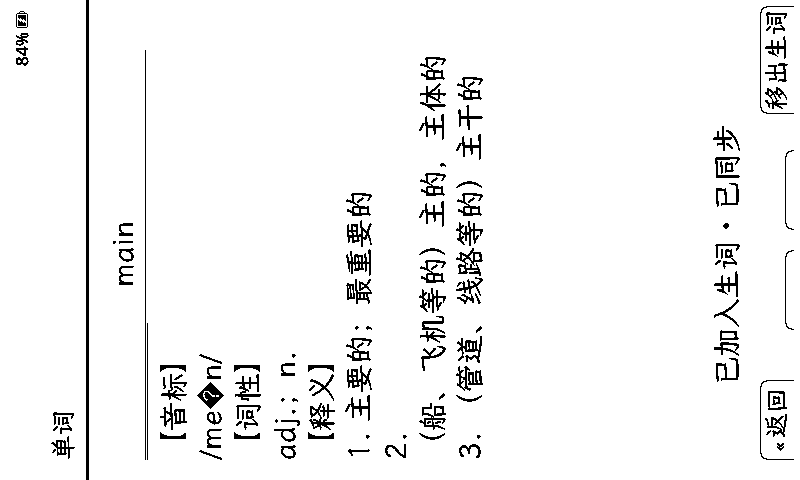 84%
单词
main
【音标】
/me�n/
【词性】
adj.; n.
【释义】
1. 主要的；最重要的
2.
（船、飞机等的）主的，主体的
3. （管道、线路等的）主干的
已加入生词·已同步
«返回
移出生词